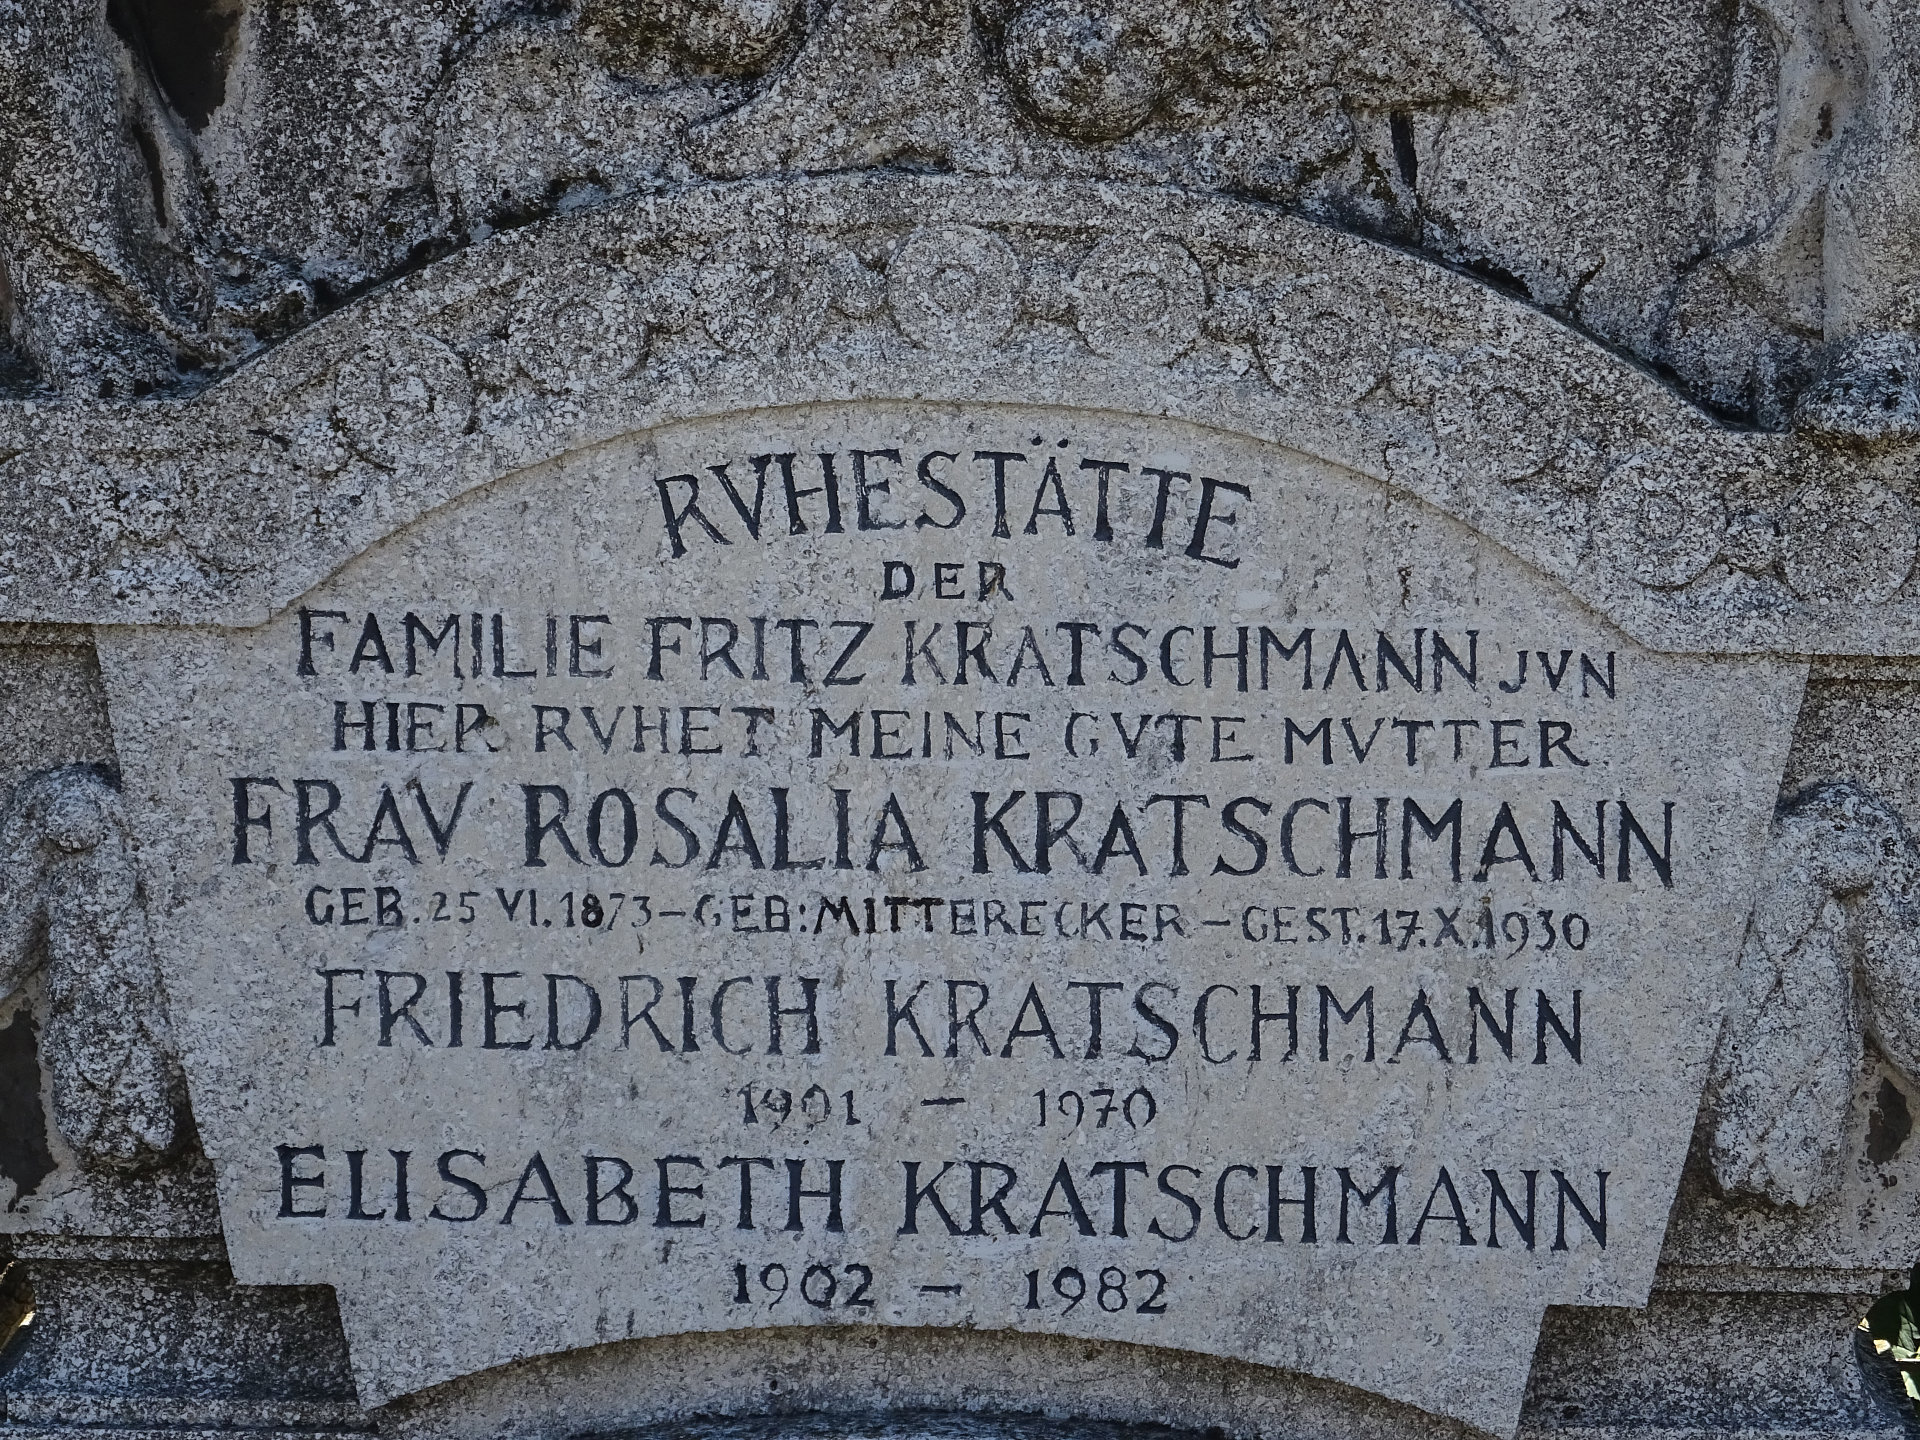 RVHESTÄTTE
DER
FAMILIE FRITZ KRATSCHMANN JVN
HIER RVHET MEINE GVTE MVTTER
FRAV ROSALIA KRATSCHMANN
GEB. 25 VI. 1873 – GEB: MITTERECKER – GEST. 17. X. 1930
FRIEDRICH KRATSCHMANN
1901 – 1970
ELISABETH KRATSCHMANN
1902 – 1982